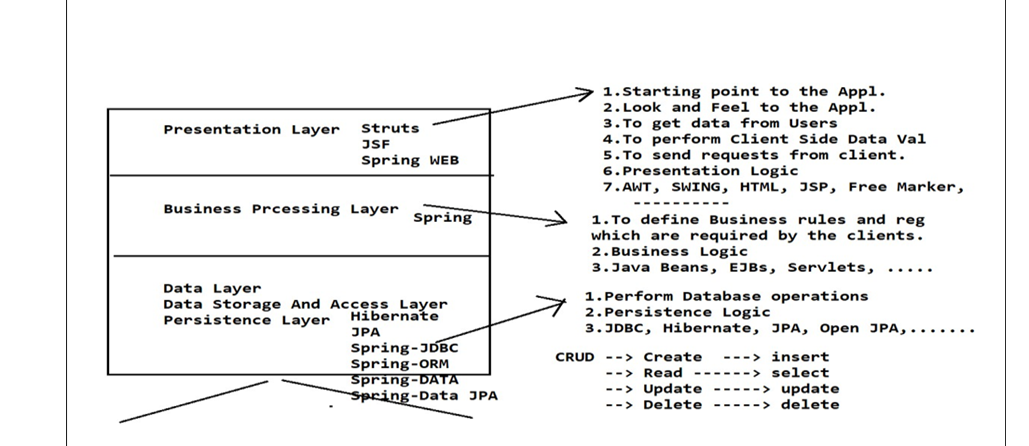 Presentation Layer Struts
JSF
Spring WEB
1.Starting point to the Appl.
2.Look and Feel to the Appl.
3.To get data from Users
4.To perform Client Side Data Val
5.To send requests from client.
6.Presentation Logic
7.AWT, SWING, HTML, JSP, Free Marker,
----------
Business Prcessing Layer
Spring
1.To define Business rules and reg
which are required by the clients.
2.Business Logic
3.Java Beans, EJBs, Servlets, .....
Data Layer
Data Storage And Access Layer
Persistence Layer Hibernate
JPA
Spring-JDBC
Spring-ORM
Spring-DATA
Spring-Data JPA
1.Perform Database operations
2.Persistence Logic
3.JDBC, Hibernate, JPA, Open JPA,.......
CRUD --> Create ---> insert
--> Read ------> select
--> Update -----> update
--> Delete -----> delete